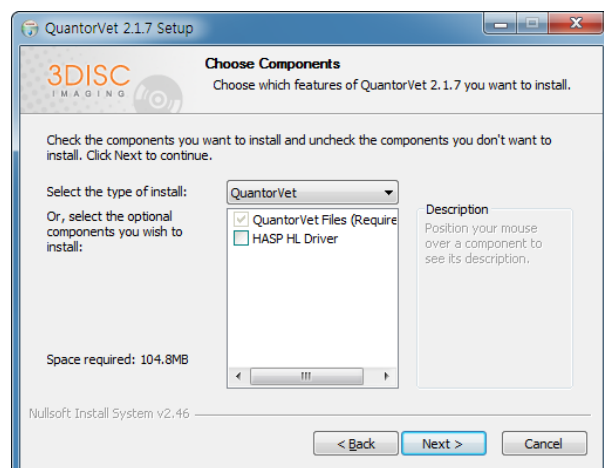 QuantorVet 2.1.7 Setup
3DISC
IMAGING
Choose Components
Choose which features of QuantorVet 2.1.7 you want to install.
Check the components you want to install and uncheck the components you don't want to
install. Click Next to continue.
Select the type of install:
QuantorVet
Or, select the optional
components you wish to
install:
QuantorVet Files (Require
HASP HL Driver
Description
Position your mouse
over a component to
see its description.
Space required: 104.8MB
Nullsoft Install System v2.46
< Back
Next >
Cancel